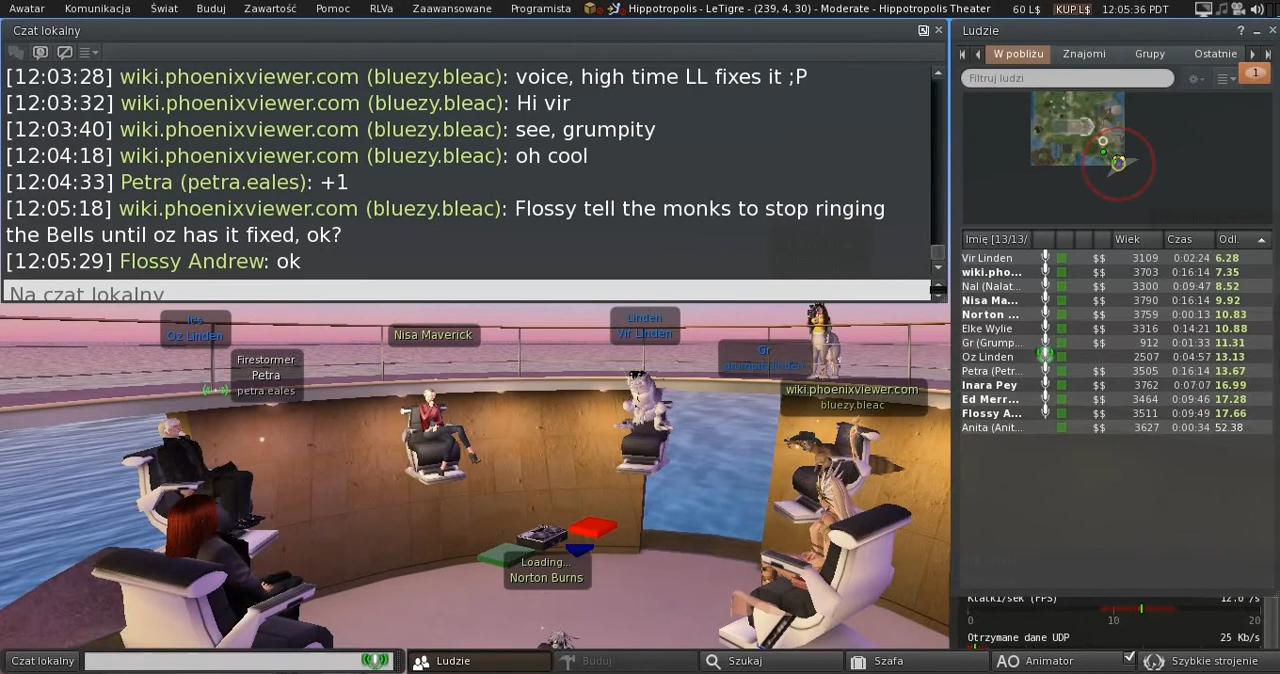 Awatar Komunikacja Świat Buduj Zawartość Pomoc RLVa Zaawansowane Programista Hippotropolis - LeTigre - (239, 4, 30) - Moderate - Hippotropolis Theater 60 L$ KUP L$ 12:05:36 PDT
Czat lokalny
[12:03:28] wiki.phoenixviewer.com (bluezy.bleac): voice, high time LL fixes it ;P
[12:03:32] wiki.phoenixviewer.com (bluezy.bleac): Hi vir
[12:03:40] wiki.phoenixviewer.com (bluezy.bleac): see, grumpity
[12:04:18] wiki.phoenixviewer.com (bluezy.bleac): oh cool
[12:04:33] Petra (petra.eales): +1
[12:05:18] wiki.phoenixviewer.com (bluezy.bleac): Flossy tell the monks to stop ringing
the Bells until oz has it fixed, ok?
[12:05:29] Flossy Andrew: ok
Na czat lokalny
Oz Linden
Firestormer
Petra
petra.eales
Nisa Maverick
Linden
Vir Linden
Gr
grumpity.linden
wiki.phoenixviewer.com
bluezy.bleac
Loading...
Norton Burns
Ludzie
W pobliżu Znajomi Grupy Ostatnie
1
Filtruj ludzi
Imię [13/13/ Wiek Czas Odl.
Vir Linden $$ 3109 0:02:24 6.28
wiki.pho... $$ 3703 0:16:14 7.35
Nal (Nalat... $$ 3300 0:09:47 8.52
Nisa Ma... $$ 3790 0:16:14 9.92
Norton ... $$ 3759 0:00:13 10.83
Elke Wylie $$ 3316 0:14:21 10.88
Gr (Grump... $$ 912 0:01:33 11.31
Oz Linden 2507 0:04:57 13.13
Petra (Petr... $$ 3505 0:16:14 13.67
Inara Pey $$ 3762 0:07:07 16.99
Ed Merr... $$ 3464 0:09:46 17.28
Flossy A... $$ 3511 0:09:49 17.66
Anita (Anit... $$ 3627 0:00:34 52.38
Klatki/sek (FPS) 12.0 /s
0 10 20
Otrzymane dane UDP 25 Kb/s
Czat lokalny Ludzie Buduj Szukaj Szafa AO Animator Szybkie strojenie